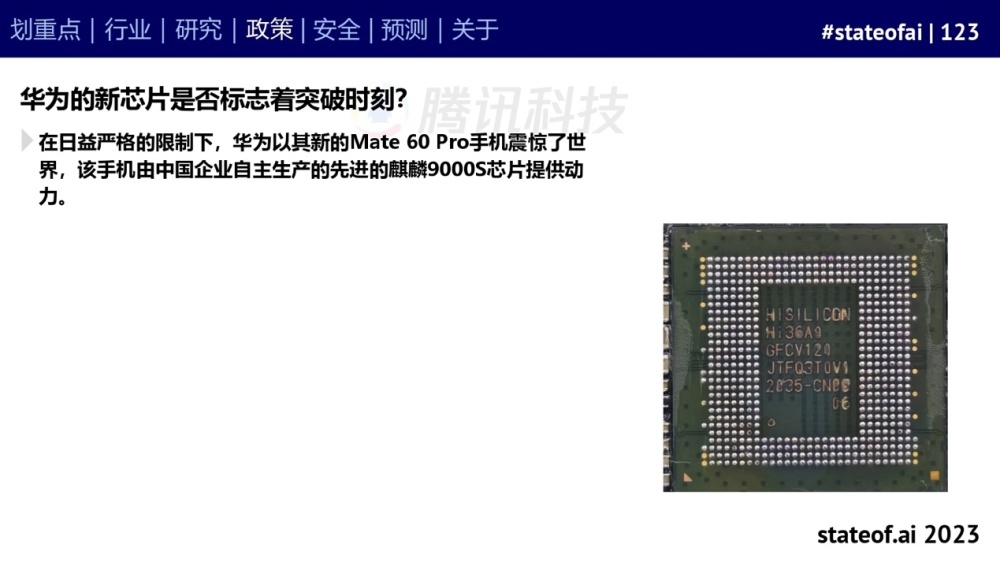 划重点 | 行业 | 研究 | 政策 | 安全 | 预测 | 关于
#stateofai | 123
华为的新芯片是否标志着突破时刻？
腾讯科技
在日益严格的限制下，华为以其新的Mate 60 Pro手机震惊了世
界，该手机由中国企业自主生产的先进的麒麟9000S芯片提供动
力。
HISILICON
Hi36A0
GFCV120
JTFQ3T0V1
2035-CN
06
stateof.ai 2023